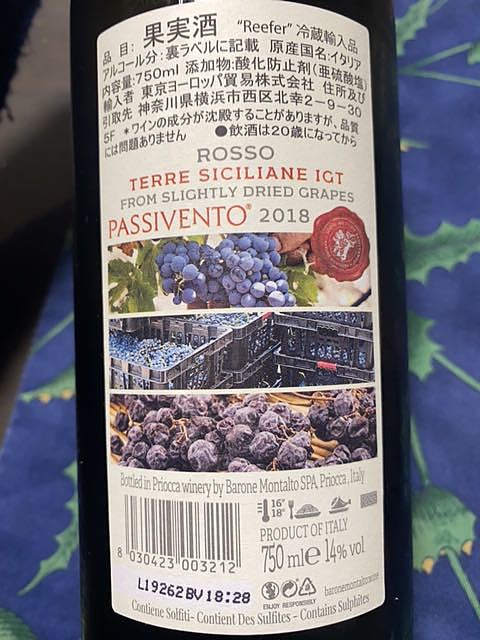 品目: 果実酒 "Reefer" 冷蔵輸入品
アルコール分: 裏ラベルに記載 原産国名:イタリア
内容量:750ml 添加物:酸化防止剤(亜硫酸塩)
輸入者 東京ヨーロッパ貿易株式会社 住所及び
引取先 神奈川県横浜市西区北幸2-9-30
5F *ワインの成分が沈殿することがありますが、品質
には問題ありません ●飲酒は20歳になってから
ROSSO
TERRE SICILIANE IGT
FROM SLIGHTLY DRIED GRAPES
PASSIVENTO® 2018
Bottled in Priocca winery by Barone Montalto SPA, Priocca, Italy
16°
18°
PRODUCT OF ITALY
750 ml e 14% vol
8 030423 003212
L19262BV18:28
ENJOY RESPONSIBLY
baronemontalto.wine
Contiene Solfiti- Contient Des Sulfites - Contains Sulphites